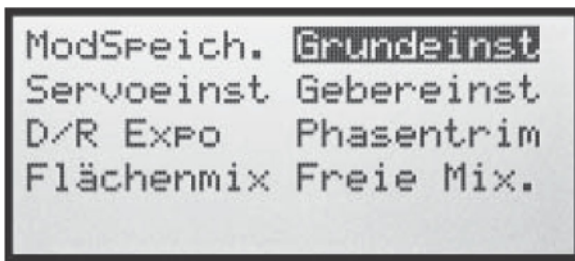 ModSpeich. Grundeinst
Servoeinst Gebereinst
D/R Expo Phasentrim
Flächenmix Freie Mix.